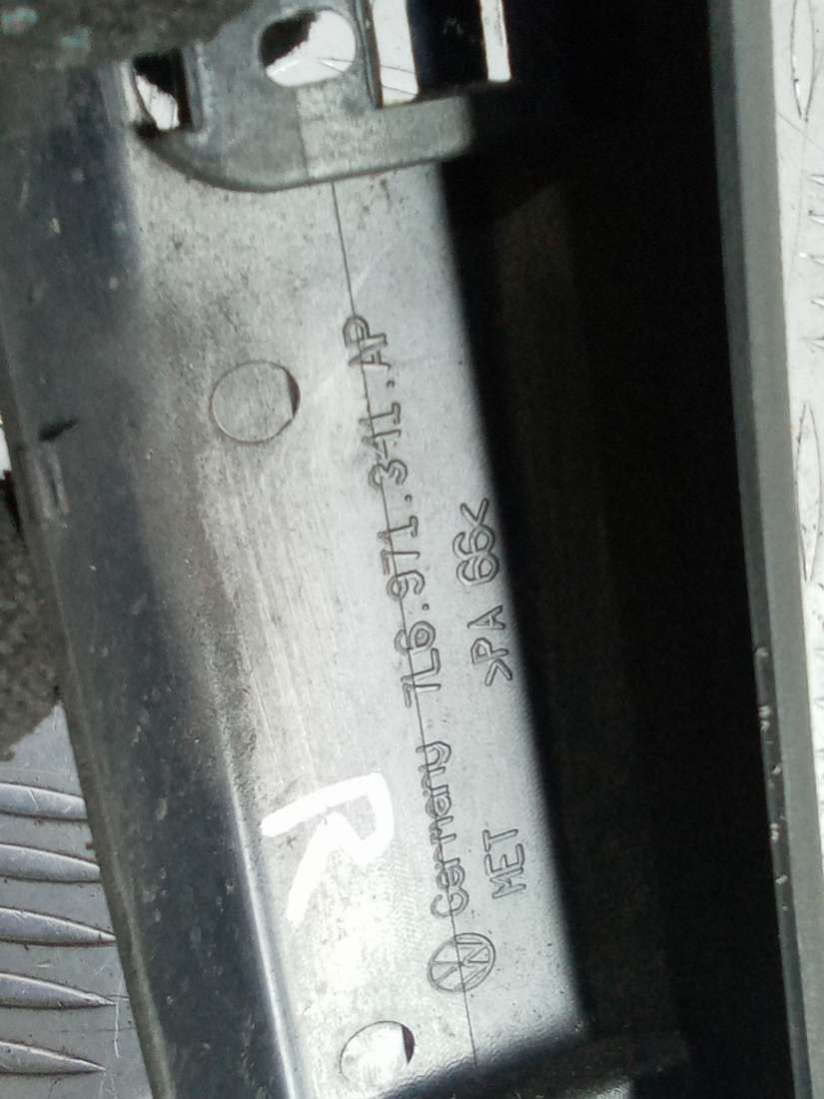 Germany 7L6.971.341.AP
MET >PA 66<
R